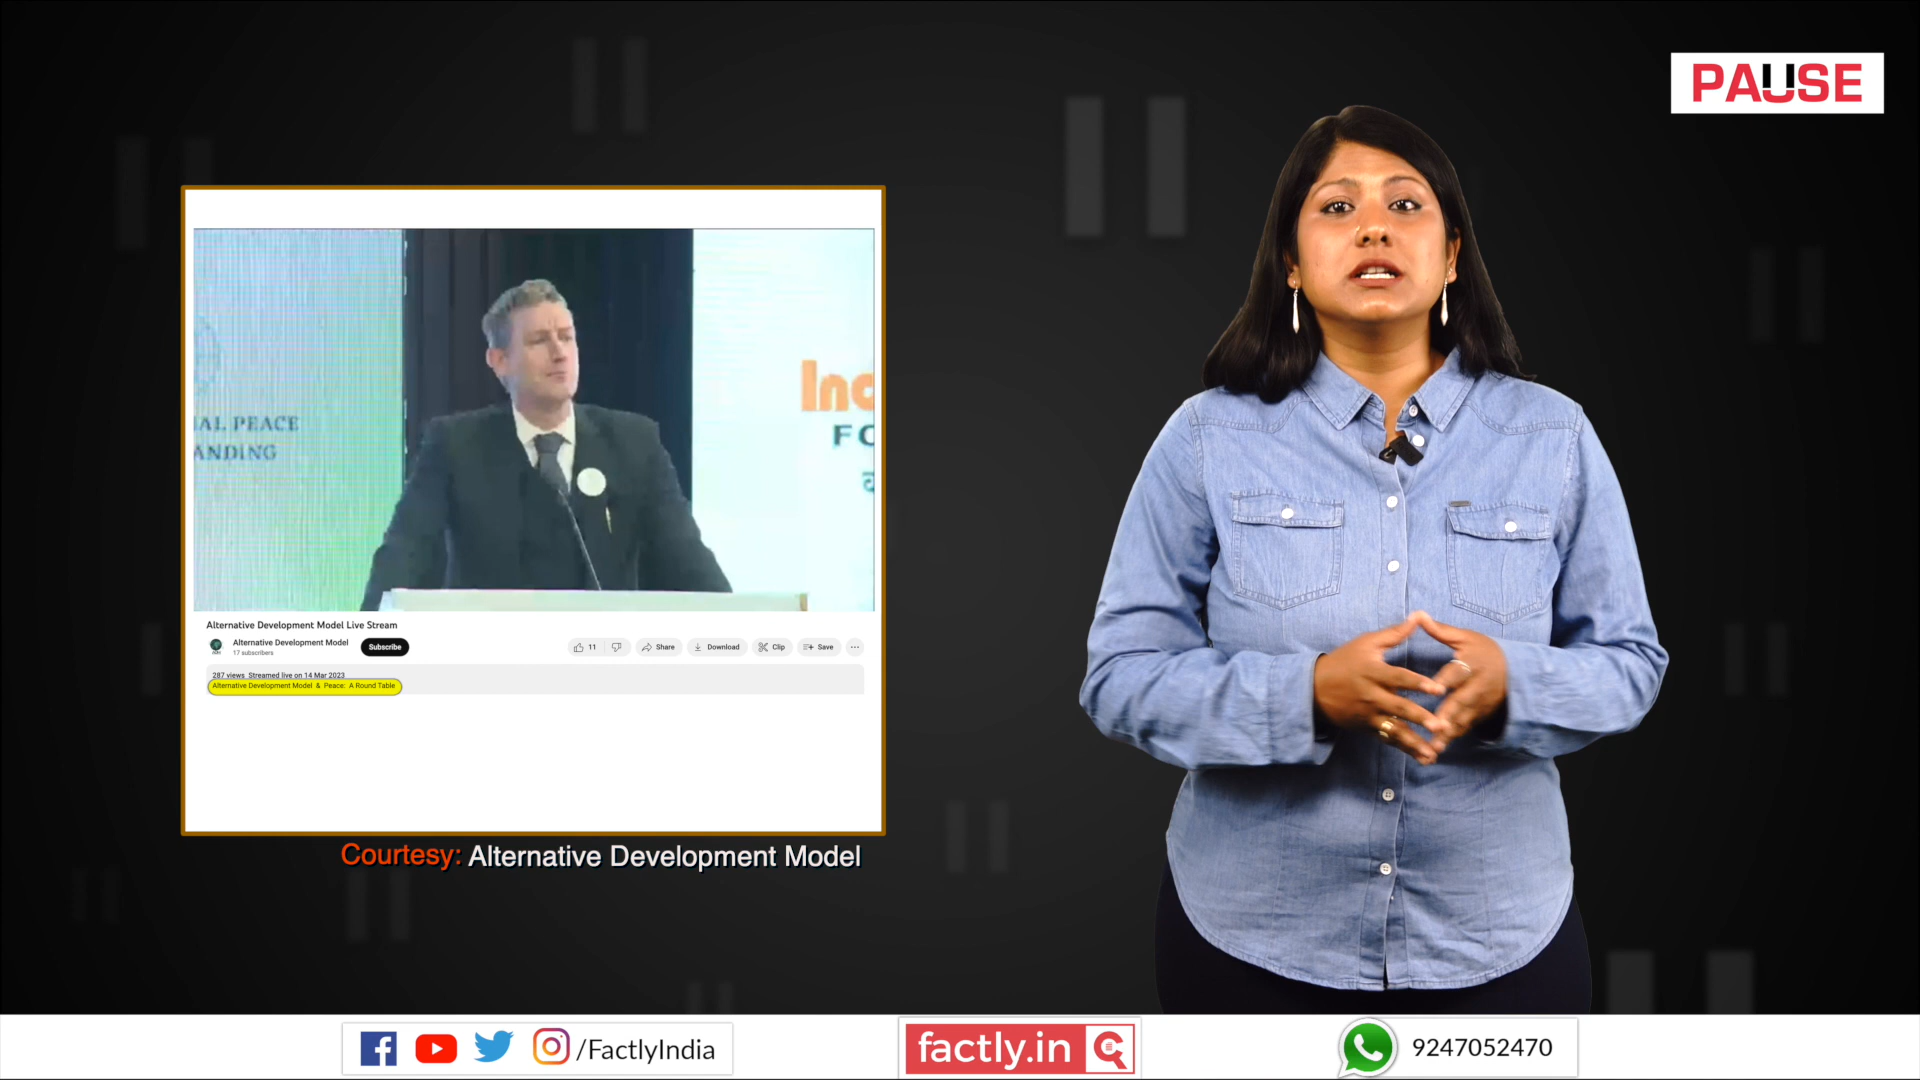 PAUSE
IAL PEACE
ANDING
Inc
FO
Alternative Development Model Live Stream
Alternative Development Model
17 subscribers
Subscribe
11
Share
Download
Clip
Save
287 views Streamed live on 14 Mar 2023
Alternative Development Model & Peace: A Round Table
Courtesy: Alternative Development Model
/FactlyIndia
factly.in
9247052470